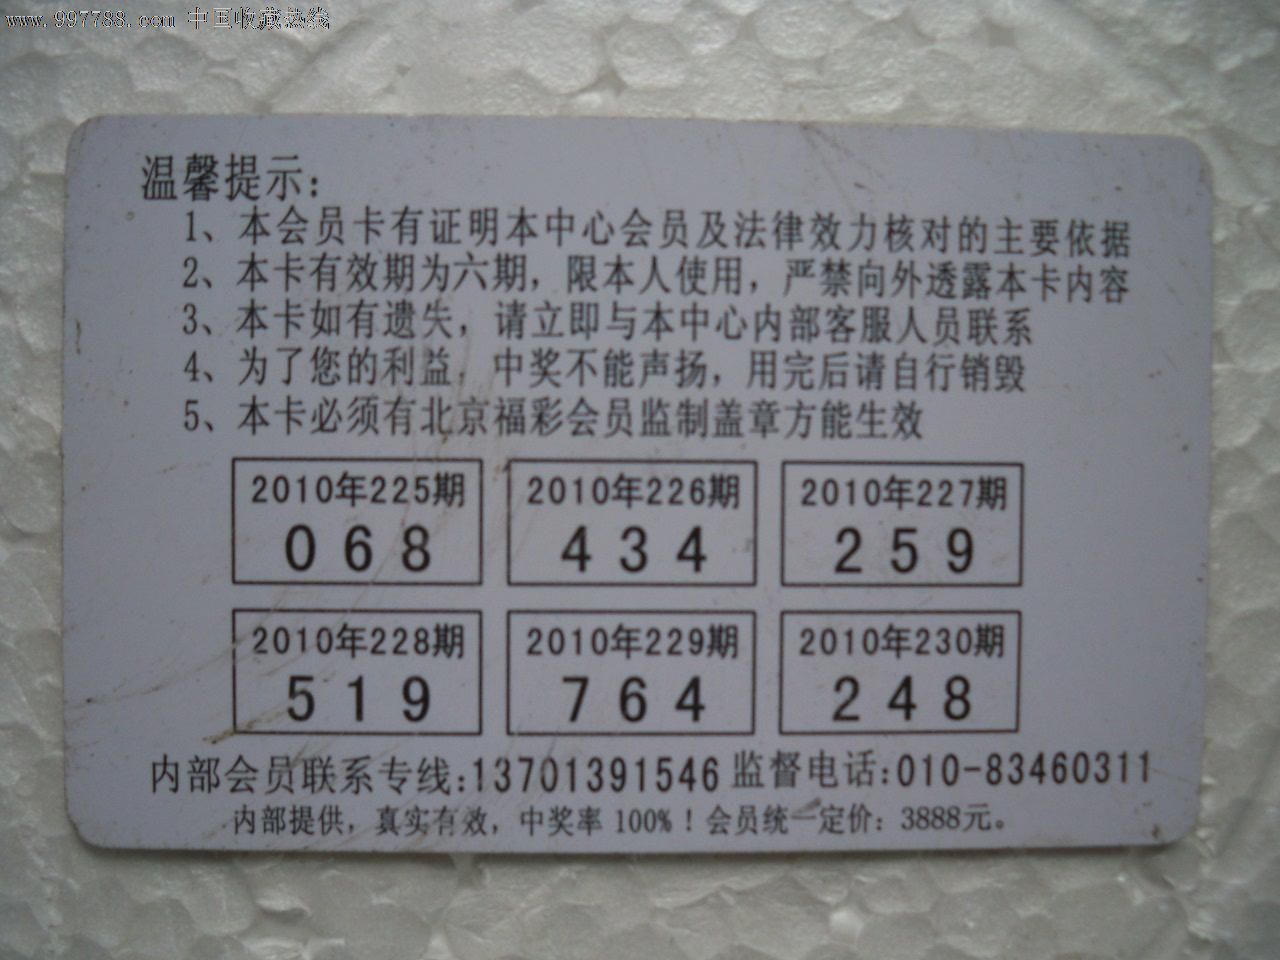 www.997788.com 中国收藏热线
温馨提示:
1、本会员卡有证明本中心会员及法律效力核对的主要依据
2、本卡有效期为六期，限本人使用，严禁向外透露本卡内容
3、本卡如有遗失，请立即与本中心内部客服人员联系
4、为了您的利益，中奖不能声扬，用完后请自行销毁
5、本卡必须有北京福彩会员监制盖章方能生效
2010年225期 2010年226期 2010年227期
068 434 259
2010年228期 2010年229期 2010年230期
519 764 248
内部会员联系专线:13701391546 监督电话:010-83460311
内部提供，真实有效，中奖率 100%！会员统一定价：3888元。